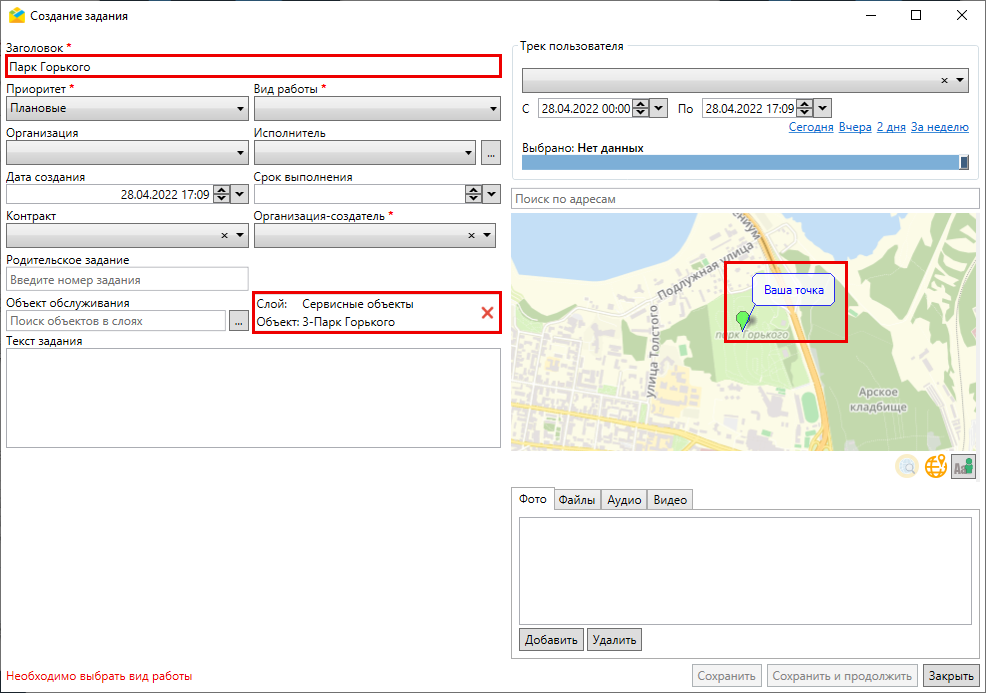 Создание задания
Заголовок *
Парк Горького
Приоритет *
Вид работы *
Плановые
Организация
Исполнитель
...
Дата создания
Срок выполнения
28.04.2022 17:09
Контракт
Организация-создатель *
Родительское задание
Введите номер задания
Объект обслуживания
Поиск объектов в слоях
...
Слой: Сервисные объекты
Объект: 3-Парк Горького
Текст задания
Необходимо выбрать вид работы
Трек пользователя
С 28.04.2022 00:00 По 28.04.2022 17:09
Сегодня Вчера 2 дня За неделю
Выбрано: Нет данных
Поиск по адресам
Подлужная улица
Ваша точка
парк Горького
улица Толстого
Арское
кладбище
Фото Файлы Аудио Видео
Добавить Удалить
Сохранить Сохранить и продолжить Закрыть